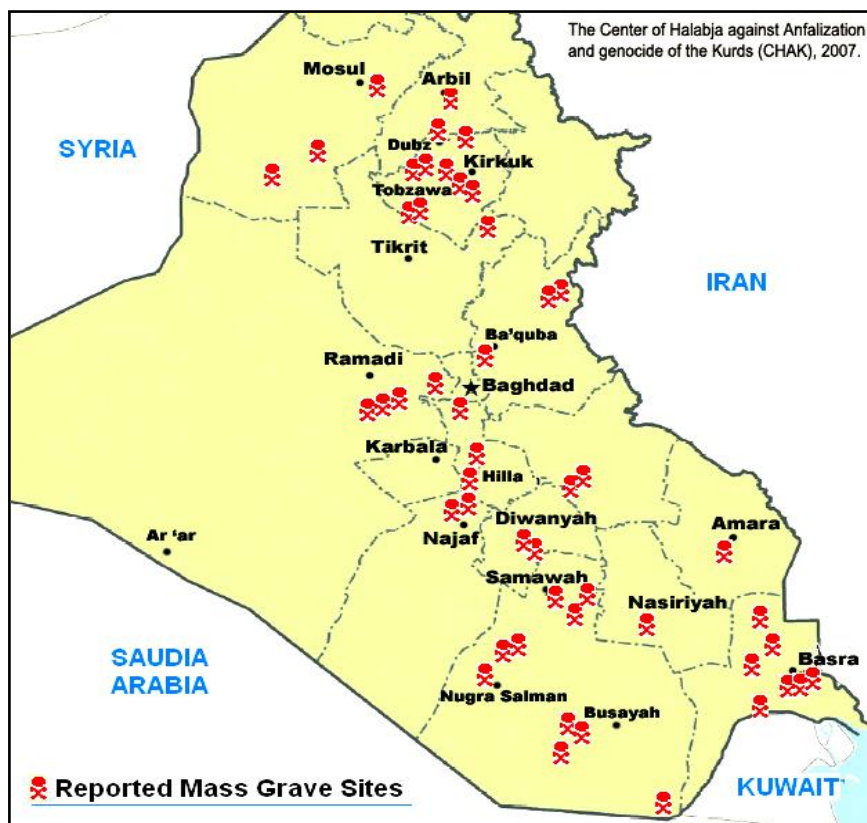 The Center of Halabja against Anfalization
and genocide of the Kurds (CHAK), 2007.
Mosul
Arbil
SYRIA
Dubz
Kirkuk
Tobzawa
Tikrit
IRAN
Ba'quba
Ramadi
Baghdad
Karbala
Hilla
Diwanyah
Amara
Najaf
Ar 'ar
Samawah
Nasiriyah
SAUDIA
ARABIA
Basra
Nugra Salman
Busayah
Reported Mass Grave Sites
KUWAIT